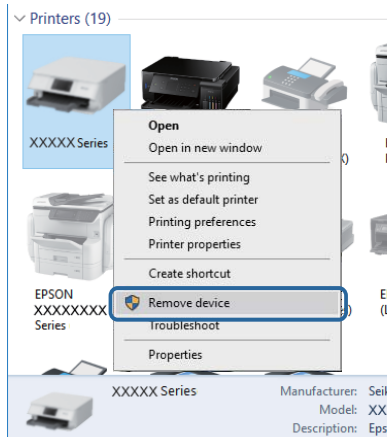 Printers (19)
XXXXX Series
Open
Open in new window
See what's printing
Set as default printer
Printing preferences
Printer properties
Create shortcut
Remove device
Troubleshoot
Properties
EPSON
XXXXXXXX
Series
XXXXX Series
Manufacturer:
Model: XX
Description: